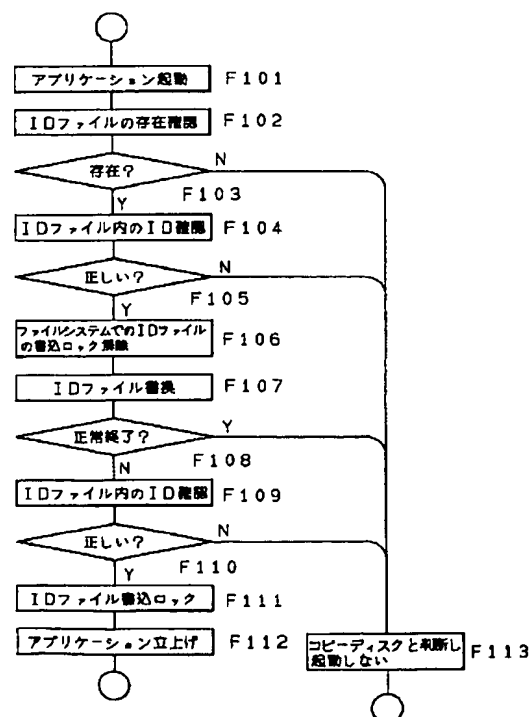 アプリケーション起動 F101
IDファイルの存在確認 F102
存在? N
Y F103
IDファイル内のID確認 F104
正しい? N
Y F105
ファイルシステムでのIDファイル
の書込ロック解除 F106
IDファイル書換 F107
正常終了? Y
N F108
IDファイル内のID確認 F109
正しい? N
Y F110
IDファイル書込ロック F111
アプリケーション立上げ F112
コピーディスクと判断し
起動しない F113